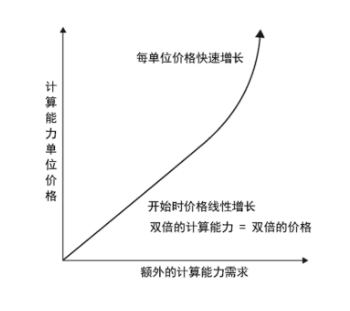 每单位价格快速增长
计算能力单位价格
开始时价格线性增长
双倍的计算能力 = 双倍的价格
额外的计算能力需求